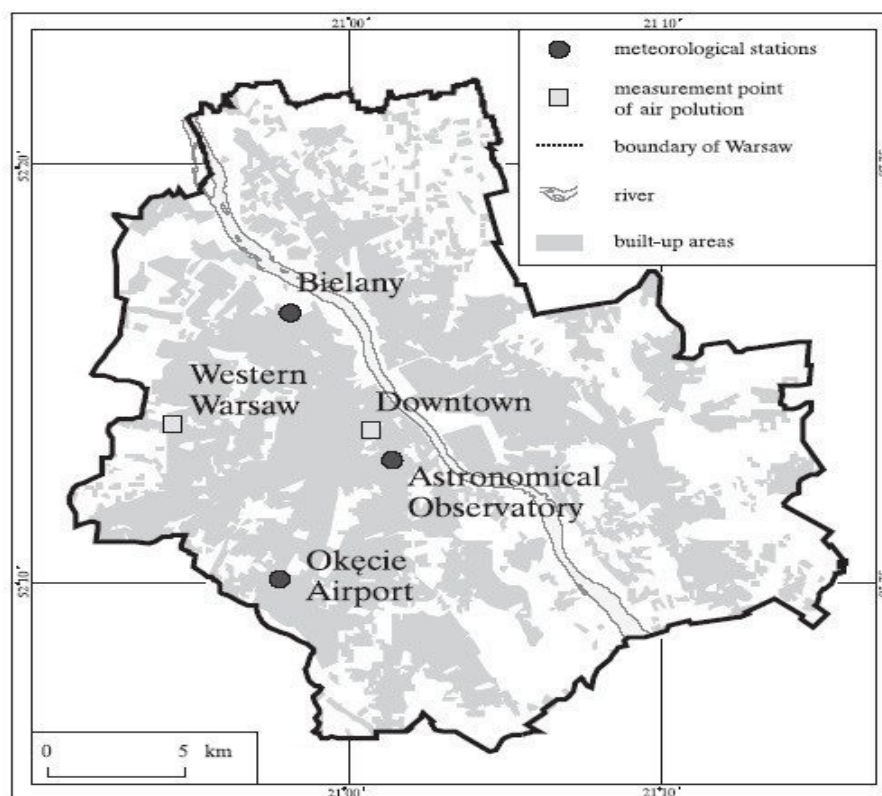 21°00'
21°10'
meteorological stations
measurement point
of air polution
boundary of Warsaw
river
built-up areas
52°20'
Bielany
Western
Warsaw
Downtown
Astronomical
Observatory
Okęcie
Airport
52°10'
0 5 km
21°00'
21°10'